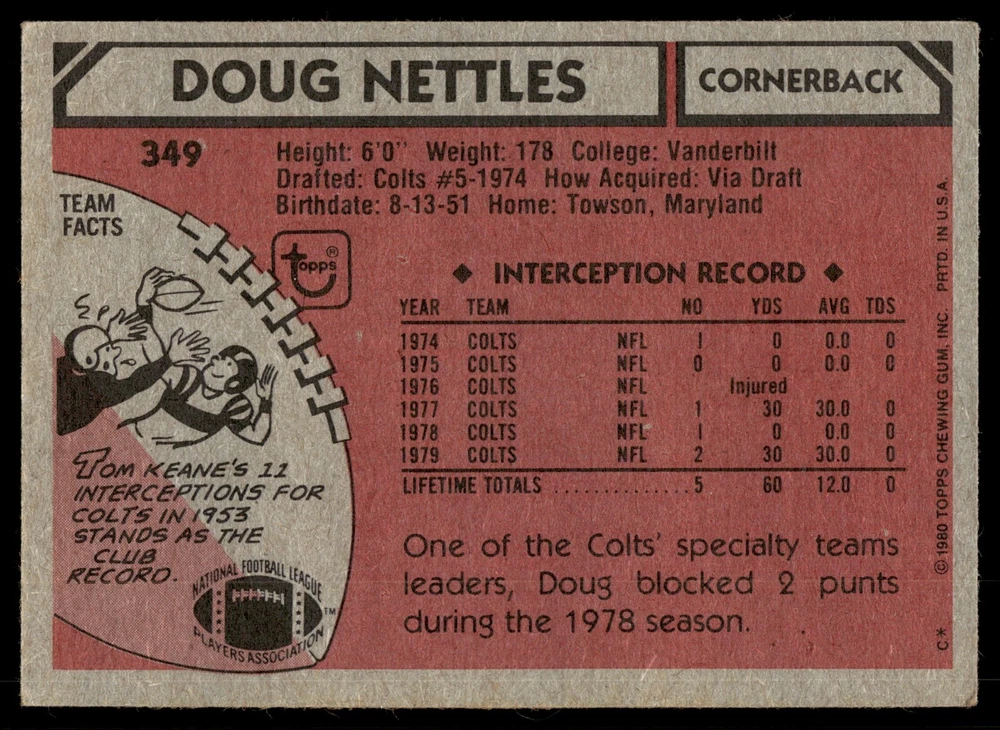 DOUG NETTLES
CORNERBACK
349
Height: 6'0" Weight: 178 College: Vanderbilt
Drafted: Colts #5-1974 How Acquired: Via Draft
Birthdate: 8-13-51 Home: Towson, Maryland
TEAM
FACTS
topps®
◆ INTERCEPTION RECORD ◆
YEAR TEAM NO YDS AVG TDS
1974 COLTS NFL 1 0 0.0 0
1975 COLTS NFL 0 0 0.0 0
1976 COLTS NFL Injured
1977 COLTS NFL 1 30 30.0 0
1978 COLTS NFL 1 0 0.0 0
1979 COLTS NFL 2 30 30.0 0
LIFETIME TOTALS ..............5 60 12.0 0
TOM KEANE'S 11
INTERCEPTIONS FOR
COLTS IN 1953
STANDS AS THE
CLUB
RECORD.
NATIONAL FOOTBALL LEAGUE
PLAYERS ASSOCIATION
TM
One of the Colts' specialty teams
leaders, Doug blocked 2 punts
during the 1978 season.
C* © 1980 TOPPS CHEWING GUM, INC. PRTD. IN U.S.A.